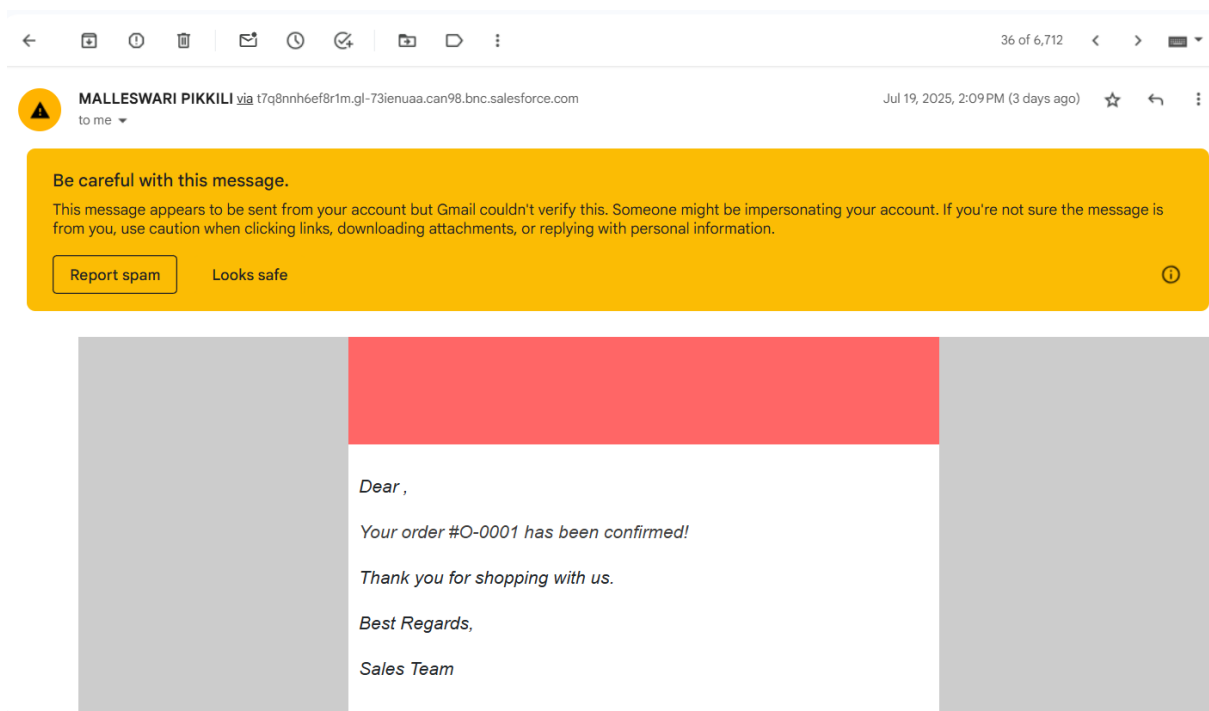 36 of 6,712
MALLESWARI PIKKILI via t7q8nnh6ef8r1m.gl-73ienuaa.can98.bnc.salesforce.com
Jul 19, 2025, 2:09 PM (3 days ago)
to me
Be careful with this message.
This message appears to be sent from your account but Gmail couldn't verify this. Someone might be impersonating your account. If you're not sure the message is
from you, use caution when clicking links, downloading attachments, or replying with personal information.
Report spam
Looks safe
Dear ,
Your order #O-0001 has been confirmed!
Thank you for shopping with us.
Best Regards,
Sales Team